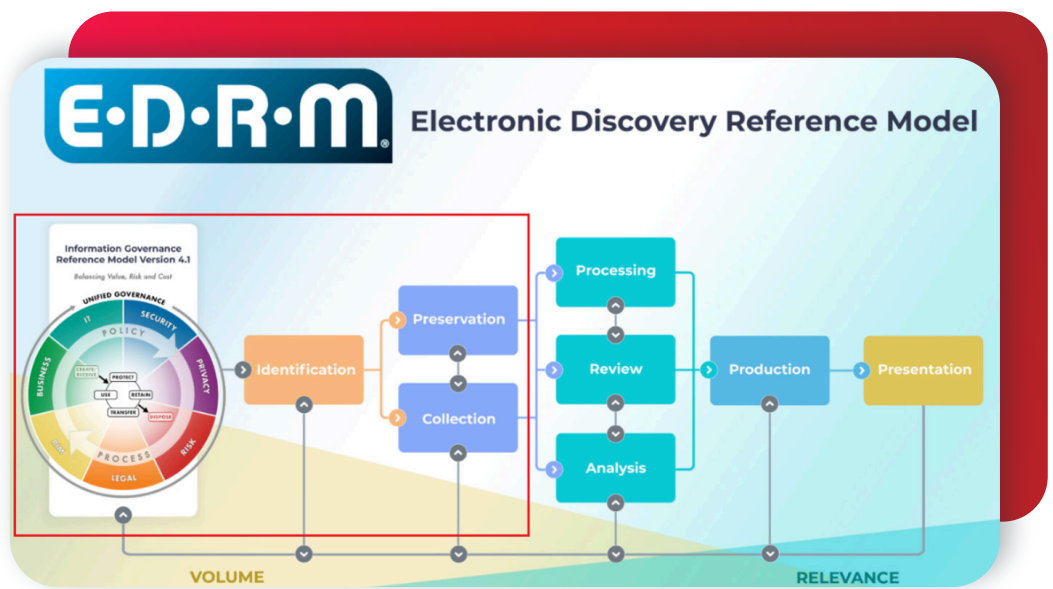 E·D·R·M®
Electronic Discovery Reference Model
Information Governance
Reference Model Version 4.1
Balancing Value, Risk and Cost
UNIFIED GOVERNANCE
IT
SECURITY
BUSINESS
PRIVACY
RIM
RISK
LEGAL
POLICY
PROCESS
CREATE,
RECEIVE
PROTECT
USE
RETAIN
TRANSFER
DISPOSE
Identification
Preservation
Collection
Processing
Review
Analysis
Production
Presentation
VOLUME
RELEVANCE